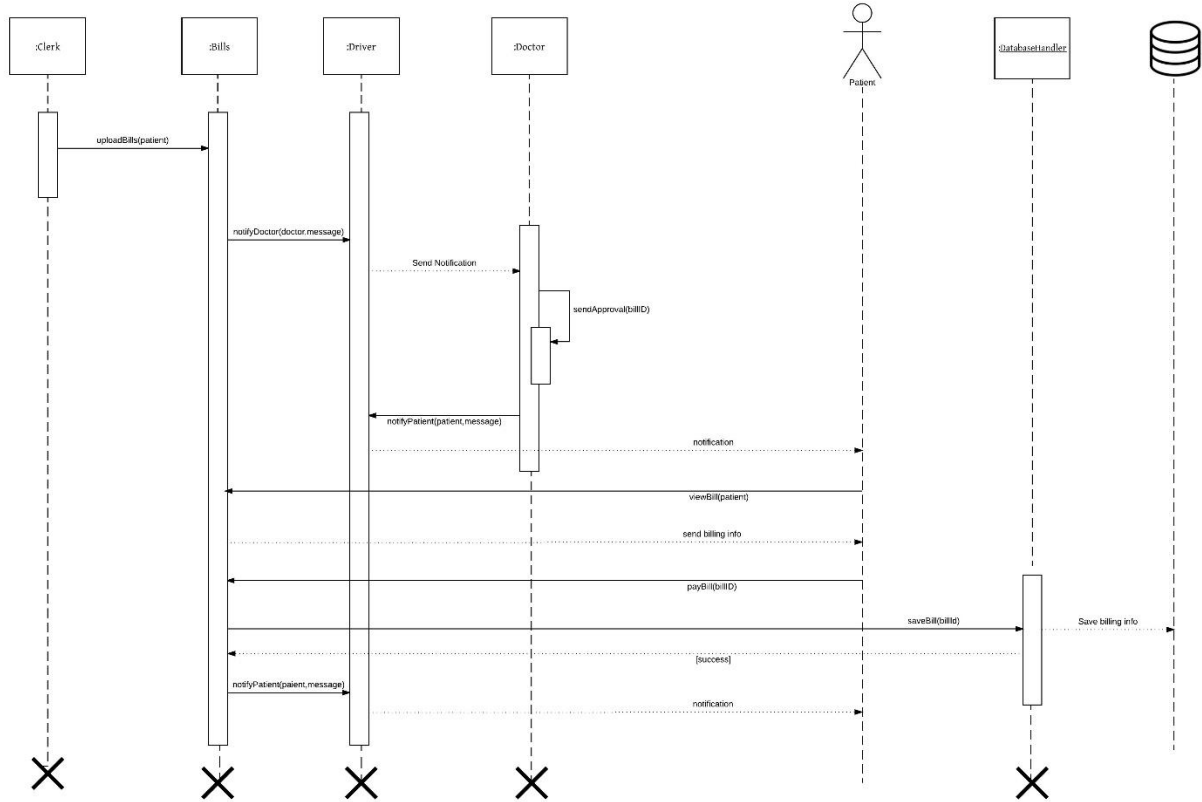 :Clerk
:Bills
:Driver
:Doctor
Patient
:DatabaseHandler
uploadBills(patient)
notifyDoctor(doctor.message)
Send Notification
sendApproval(billID)
notifyPatient(patient,message)
notification
viewBill(patient)
send billing info
payBill(billID)
saveBill(billId)
Save billing info
[success]
notifyPatient(paient,message)
notification